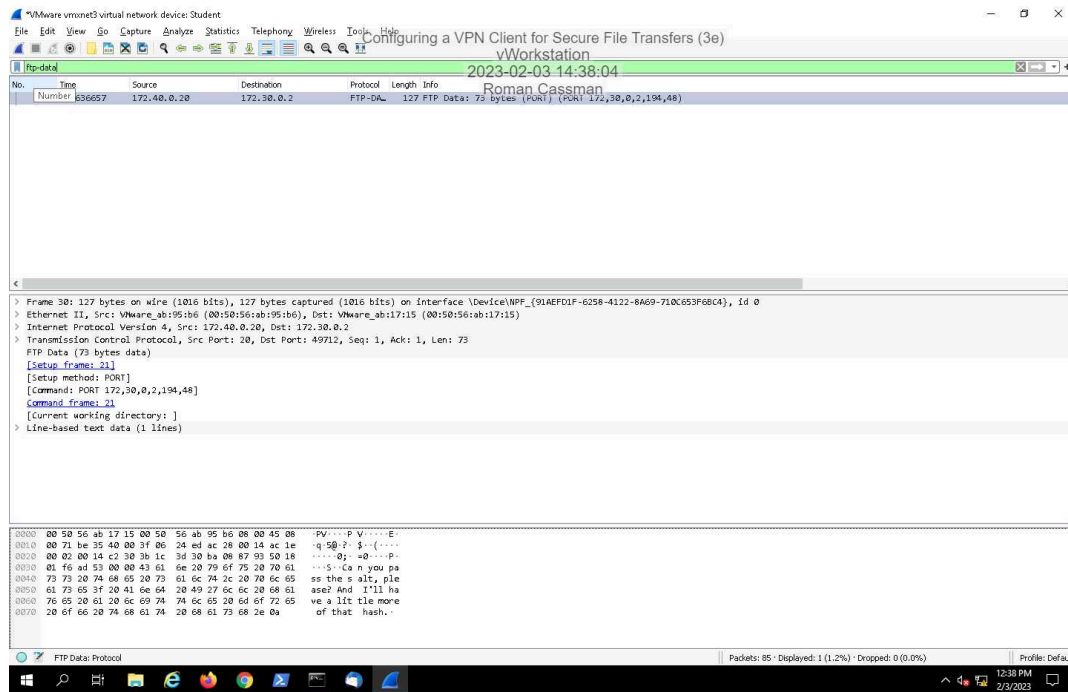 *VMware vmxnet3 virtual network device: Student
File Edit View Go Capture Analyze Statistics Telephony Wireless Tools Help
Configuring a VPN Client for Secure File Transfers (3e)
vWorkstation
2023-02-03 14:38:04
Roman Cassman
ftp-data
No. Time Source Destination Protocol Length Info
Number 636657 172.40.0.20 172.30.0.2 FTP-DA… 127 FTP Data: 73 bytes (PORT) (PORT 172,30,0,2,194,48)
> Frame 30: 127 bytes on wire (1016 bits), 127 bytes captured (1016 bits) on interface \Device\NPF_{91AEFD1F-6258-4122-8A69-710C653F6BC4}, id 0
> Ethernet II, Src: VMware_ab:95:b6 (00:50:56:ab:95:b6), Dst: VMware_ab:17:15 (00:50:56:ab:17:15)
> Internet Protocol Version 4, Src: 172.40.0.20, Dst: 172.30.0.2
> Transmission Control Protocol, Src Port: 20, Dst Port: 49712, Seq: 1, Ack: 1, Len: 73
FTP Data (73 bytes data)
[Setup frame: 21]
[Setup method: PORT]
[Command: PORT 172,30,0,2,194,48]
Command frame: 21
[Current working directory: ]
> Line-based text data (1 lines)
0000 00 50 56 ab 17 15 00 50 56 ab 95 b6 08 00 45 08 ·PV····P V·····E·
0010 00 71 be 35 40 00 3f 06 24 ed ac 28 00 14 ac 1e ·q·5@·?· $··(····
0020 00 02 00 14 c2 30 3b 1c 3d 30 ba 08 87 93 50 18 ·····0;· =0····P·
0030 01 f6 ad 53 00 00 43 61 6e 20 79 6f 75 20 70 61 ···S··Ca n you pa
0040 73 73 20 74 68 65 20 73 61 6c 74 2c 20 70 6c 65 ss the s alt, ple
0050 61 73 65 3f 20 41 6e 64 20 49 27 6c 6c 20 68 61 ase? And I'll ha
0060 76 65 20 61 20 6c 69 74 74 6c 65 20 6d 6f 72 65 ve a lit tle more
0070 20 6f 66 20 74 68 61 74 20 68 61 73 68 2e 0a of that hash.·
FTP Data: Protocol
Packets: 85 · Displayed: 1 (1.2%) · Dropped: 0 (0.0%)
Profile: Defau
12:38 PM
2/3/2023